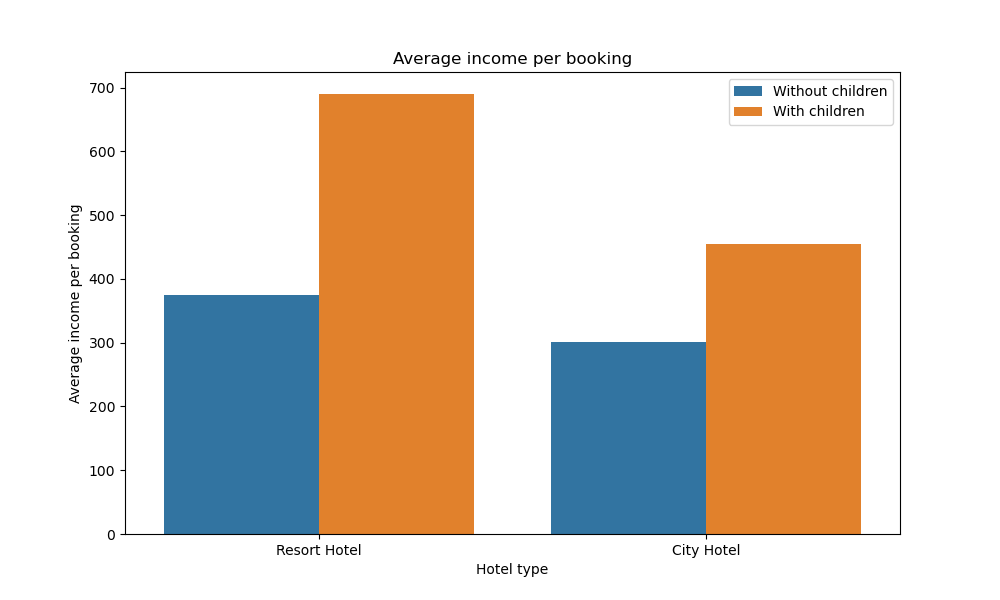 Average income per booking
Without children
With children
Average income per booking
700
600
500
400
300
200
100
0
Resort Hotel
City Hotel
Hotel type